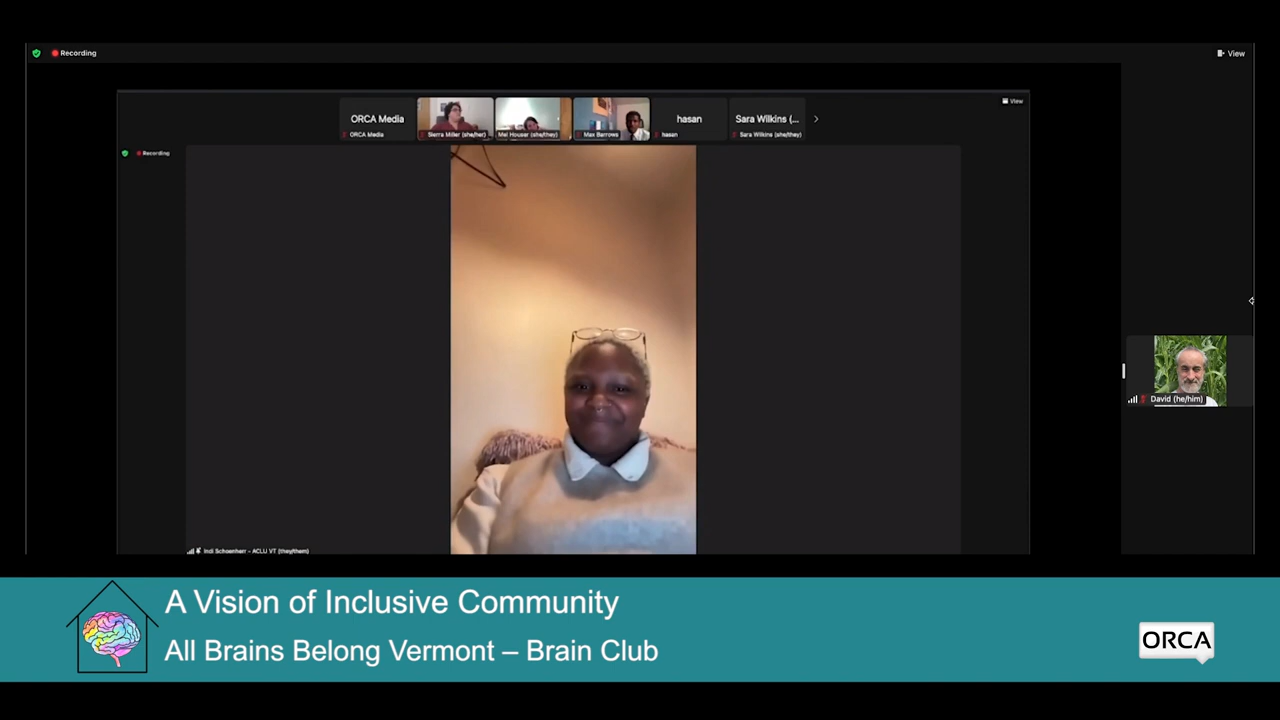 Recording
View
View
ORCA Media
ORCA Media
Sierra Miller (she/her)
Mel Houser (she/they)
Max Barrows
hasan
hasan
Sara Wilkins (...
Sara Wilkins (she/they)
Recording
David (he/him)
Indi Schoenherr - ACLU VT (they/them)
A Vision of Inclusive Community
All Brains Belong Vermont – Brain Club
ORCA